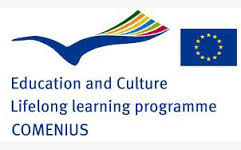 Education and Culture
Lifelong learning programme
COMENIUS